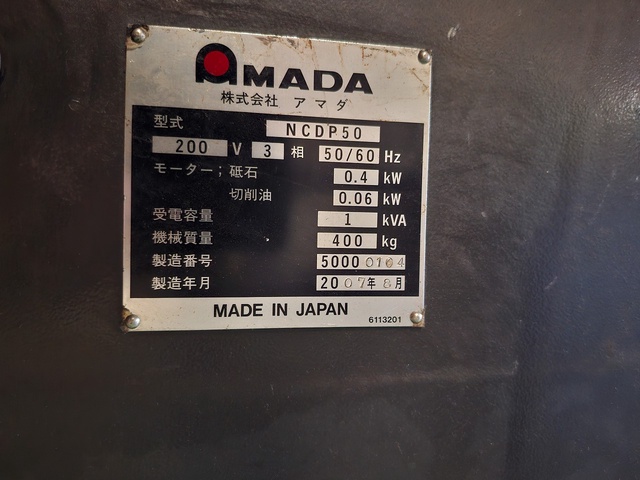 AMADA
株式会社 アマダ
型式 NCDP50
200 V 3 相 50/60 Hz
モーター; 砥石 0.4 kW
切削油 0.06 kW
受電容量 1 kVA
機械質量 400 kg
製造番号 5000 0104
製造年月 2007年8月
MADE IN JAPAN
6113201